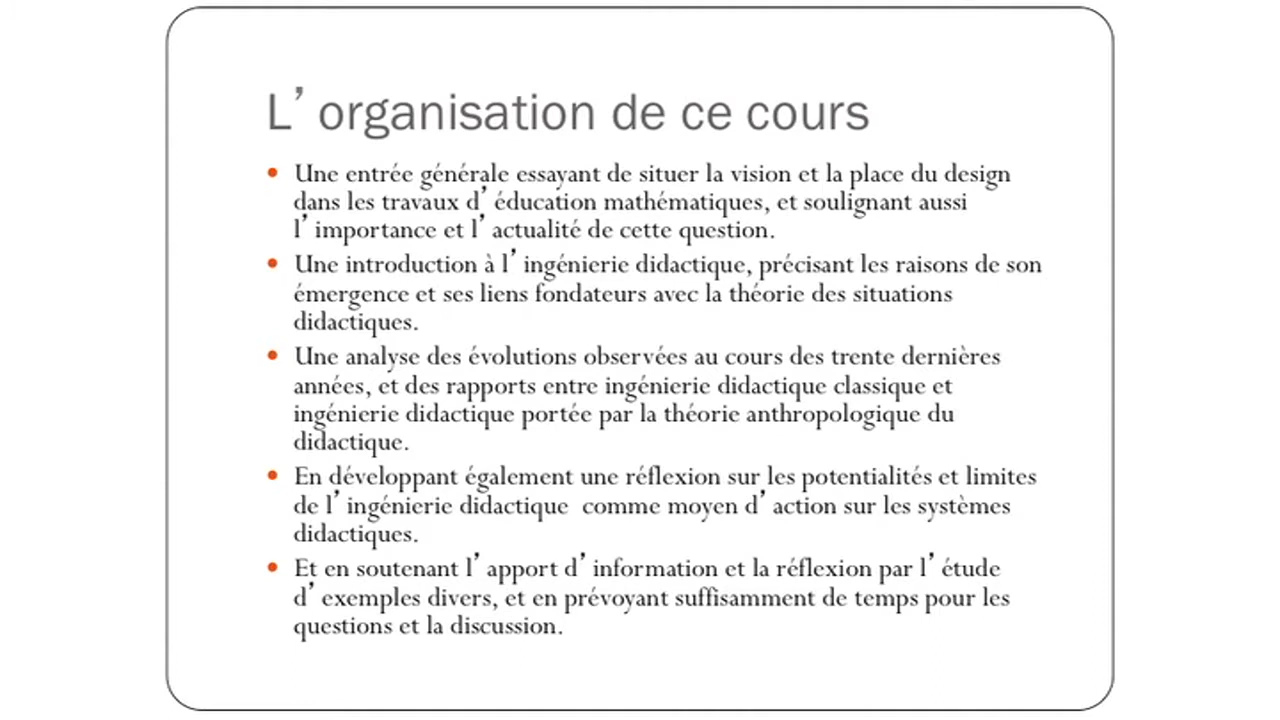 L’ organisation de ce cours
• Une entrée générale essayant de situer la vision et la place du design
dans les travaux d’ éducation mathématiques, et soulignant aussi
l’ importance et l’ actualité de cette question.
• Une introduction à l’ ingénierie didactique, précisant les raisons de son
émergence et ses liens fondateurs avec la théorie des situations
didactiques.
• Une analyse des évolutions observées au cours des trente dernières
années, et des rapports entre ingénierie didactique classique et
ingénierie didactique portée par la théorie anthropologique du
didactique.
• En développant également une réflexion sur les potentialités et limites
de l’ ingénierie didactique comme moyen d’ action sur les systèmes
didactiques.
• Et en soutenant l’ apport d’ information et la réflexion par l’ étude
d’ exemples divers, et en prévoyant suffisamment de temps pour les
questions et la discussion.